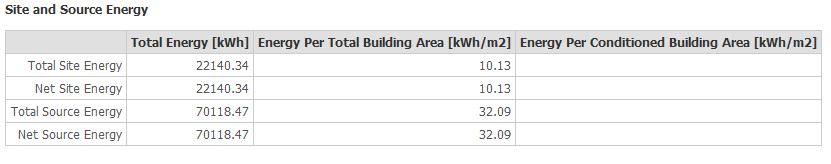 Site and Source Energy
Total Energy [kWh] Energy Per Total Building Area [kWh/m2] Energy Per Conditioned Building Area [kWh/m2]
Total Site Energy 22140.34 10.13
Net Site Energy 22140.34 10.13
Total Source Energy 70118.47 32.09
Net Source Energy 70118.47 32.09